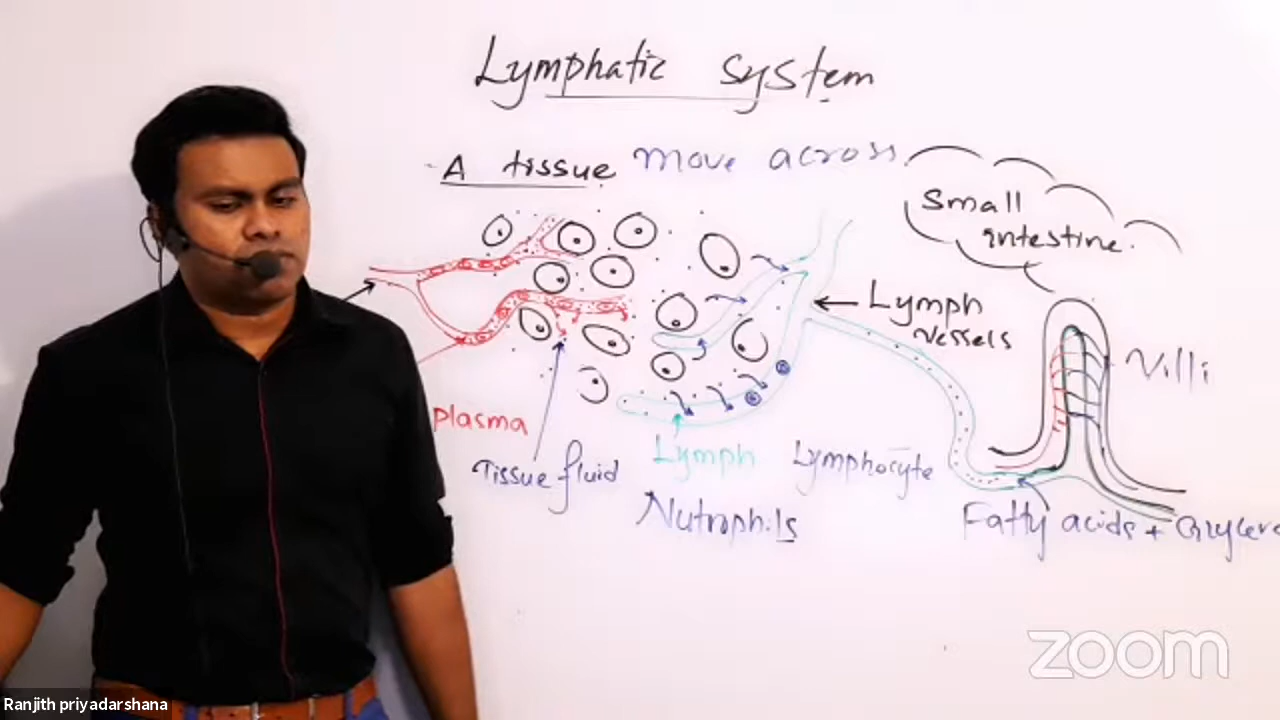 Lymphatic system
A tissue move across
Small
intestine.
Lymph
vessels
Villi
plasma
Tissue fluid
Lymph
Lymphocyte
Nutrophils
Fatty acids +
zoom
Ranjith priyadarshana